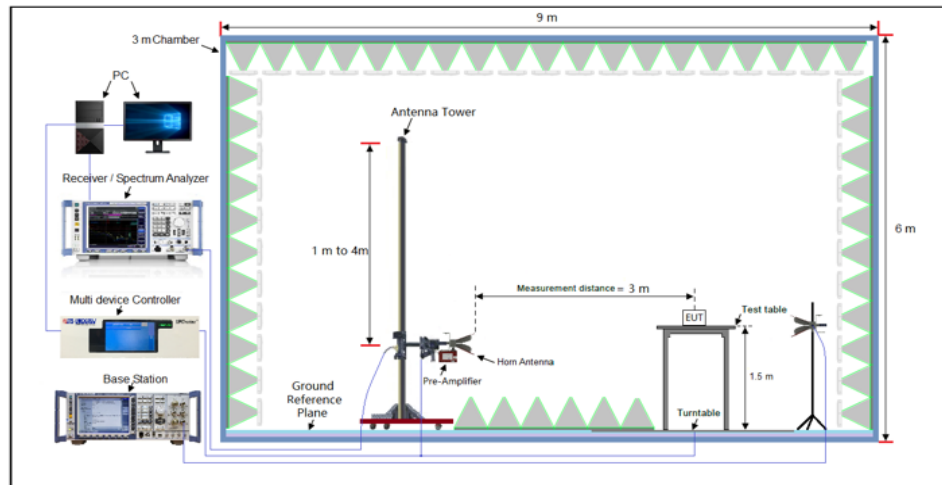 9 m
3 m Chamber
PC
Antenna Tower
Receiver / Spectrum Analyzer
6 m
1 m to 4m
Measurement distance = 3 m
Multi device Controller
EUT
Test table
Horn Antenna
Pre-Amplifier
1.5 m
Base Station
Ground
Reference
Plane
Turntable